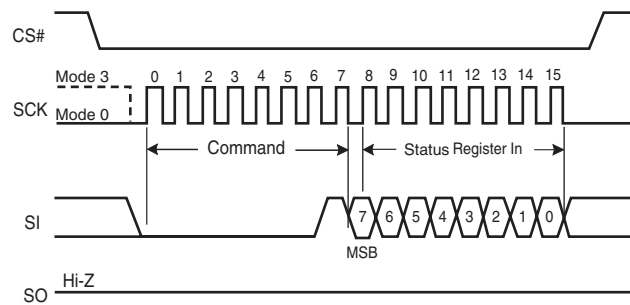 CS#
Mode 3
0 1 2 3 4 5 6 7 8 9 10 11 12 13 14 15
SCK
Mode 0
Command
Status Register In
SI
7 6 5 4 3 2 1 0
MSB
Hi-Z
SO